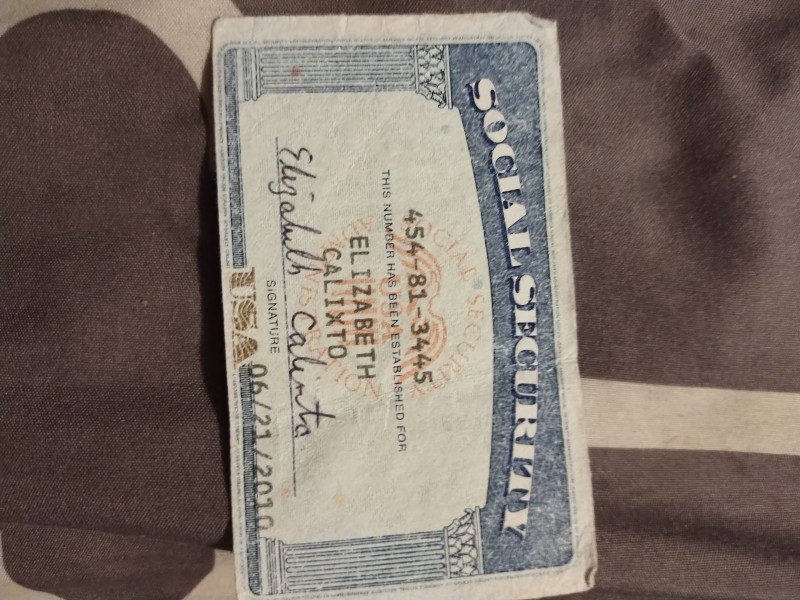 SOCIAL SECURITY
454-81-3445
THIS NUMBER HAS BEEN ESTABLISHED FOR
ELIZABETH
CALIXTO
Elizabeth Calixto
SIGNATURE
USA 06/21/2010